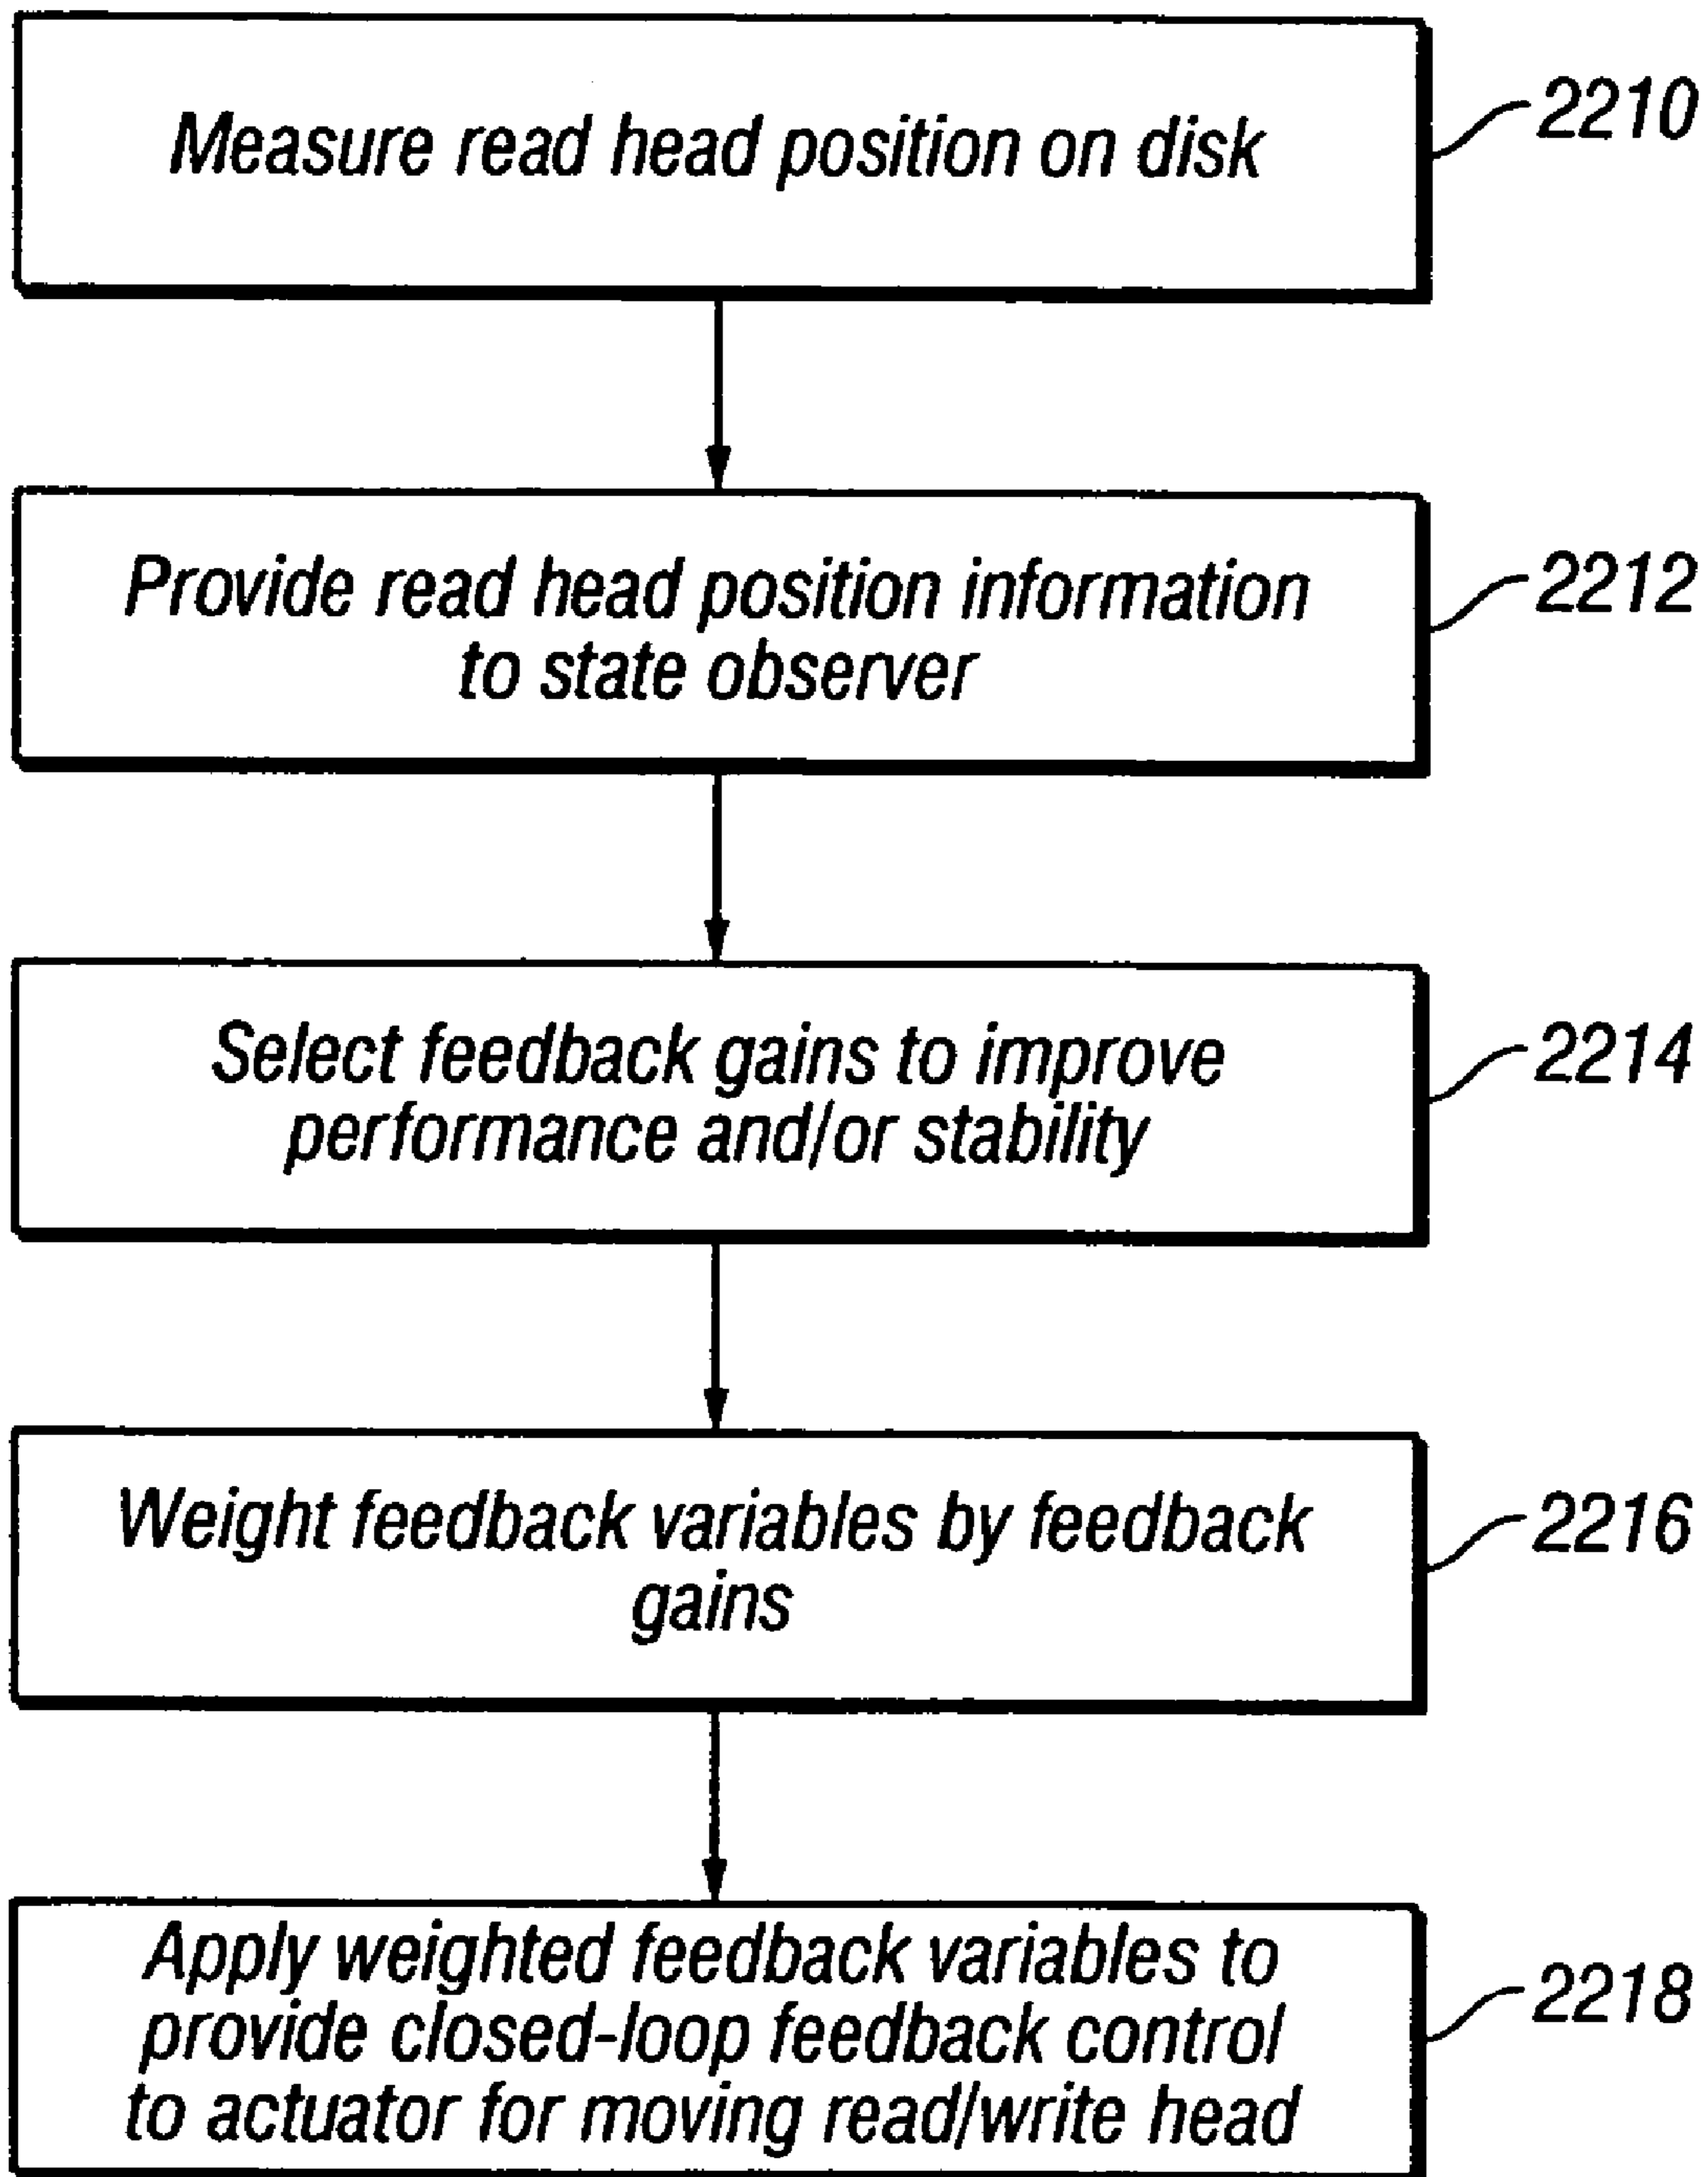 Measure read head position on disk
2210
Provide read head position information
to state observer
2212
Select feedback gains to improve
performance and/or stability
2214
Weight feedback variables by feedback
gains
2216
Apply weighted feedback variables to
provide closed-loop feedback control
to actuator for moving read/write head
2218